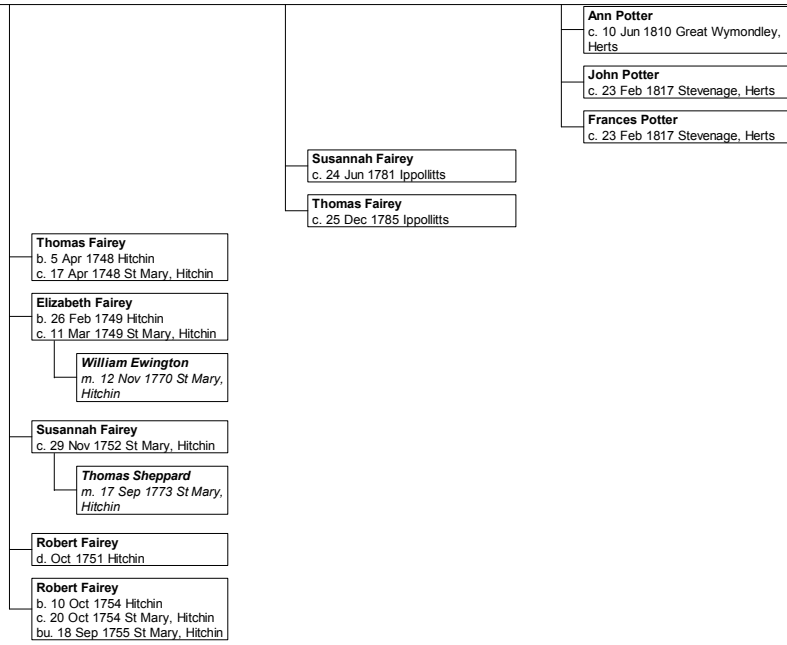 Ann Potter
c. 10 Jun 1810 Great Wymondley,
Herts
John Potter
c. 23 Feb 1817 Stevenage, Herts
Frances Potter
c. 23 Feb 1817 Stevenage, Herts
Susannah Fairey
c. 24 Jun 1781 Ippollitts
Thomas Fairey
c. 25 Dec 1785 Ippollitts
Thomas Fairey
b. 5 Apr 1748 Hitchin
c. 17 Apr 1748 St Mary, Hitchin
Elizabeth Fairey
b. 26 Feb 1749 Hitchin
c. 11 Mar 1749 St Mary, Hitchin
William Ewington
m. 12 Nov 1770 St Mary,
Hitchin
Susannah Fairey
c. 29 Nov 1752 St Mary, Hitchin
Thomas Sheppard
m. 17 Sep 1773 St Mary,
Hitchin
Robert Fairey
d. Oct 1751 Hitchin
Robert Fairey
b. 10 Oct 1754 Hitchin
c. 20 Oct 1754 St Mary, Hitchin
bu. 18 Sep 1755 St Mary, Hitchin